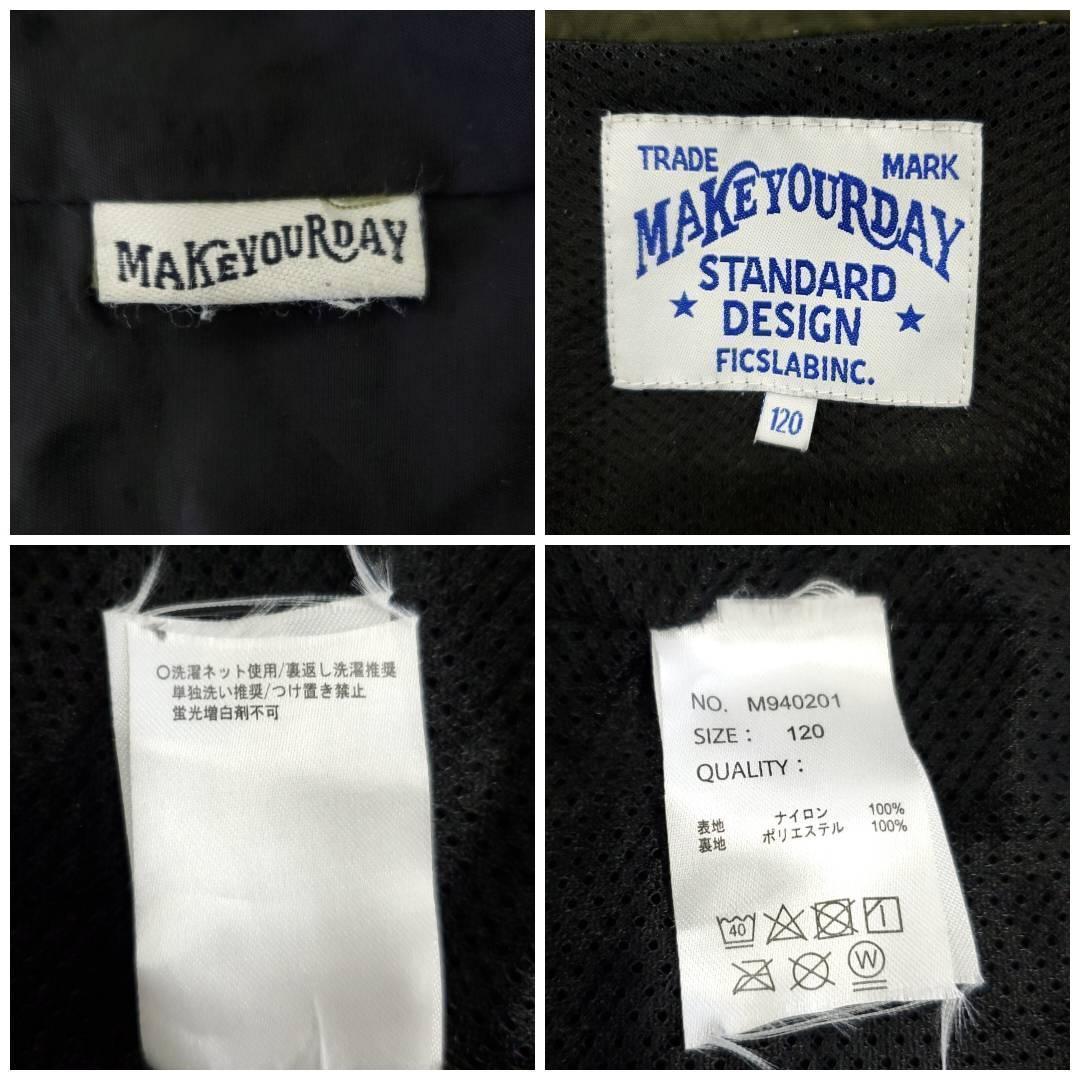 MAKEYOURDAY
TRADE MARK
MAKEYOURDAY
STANDARD
DESIGN
FICSLABINC.
120
〇洗濯ネット使用/裏返し洗濯推奨
単独洗い推奨/つけ置き禁止
蛍光増白剤不可
NO. M940201
SIZE : 120
QUALITY :
表地 ナイロン 100%
裏地 ポリエステル 100%
40
W